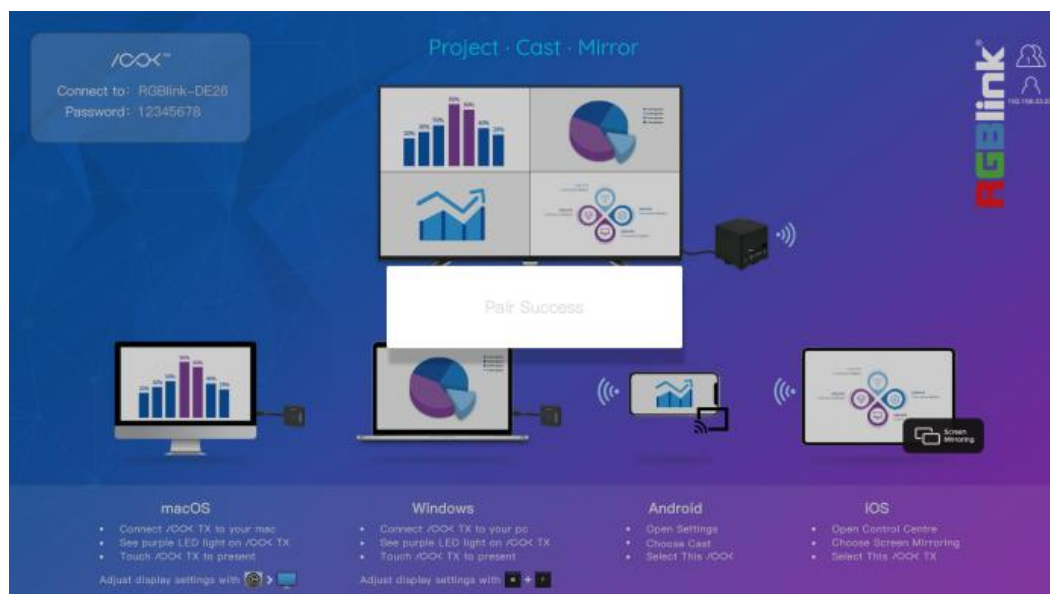 /OOK™
Connect to: RGBlink-DE26
Password: 12345678
Project · Cast · Mirror
RGBlink
Pair Success
Screen
Mirroring
macOS
• Connect /OOK TX to your mac
• See purple LED light on /OOK TX
• Touch /OOK TX to present
Adjust display settings with >
Windows
• Connect /OOK TX to your pc
• See purple LED light on /OOK TX
• Touch /OOK TX to present
Adjust display settings with +
Android
• Open Settings
• Choose Cast
• Select This /OOK
iOS
• Open Control Centre
• Choose Screen Mirroring
• Select This /OOK TX